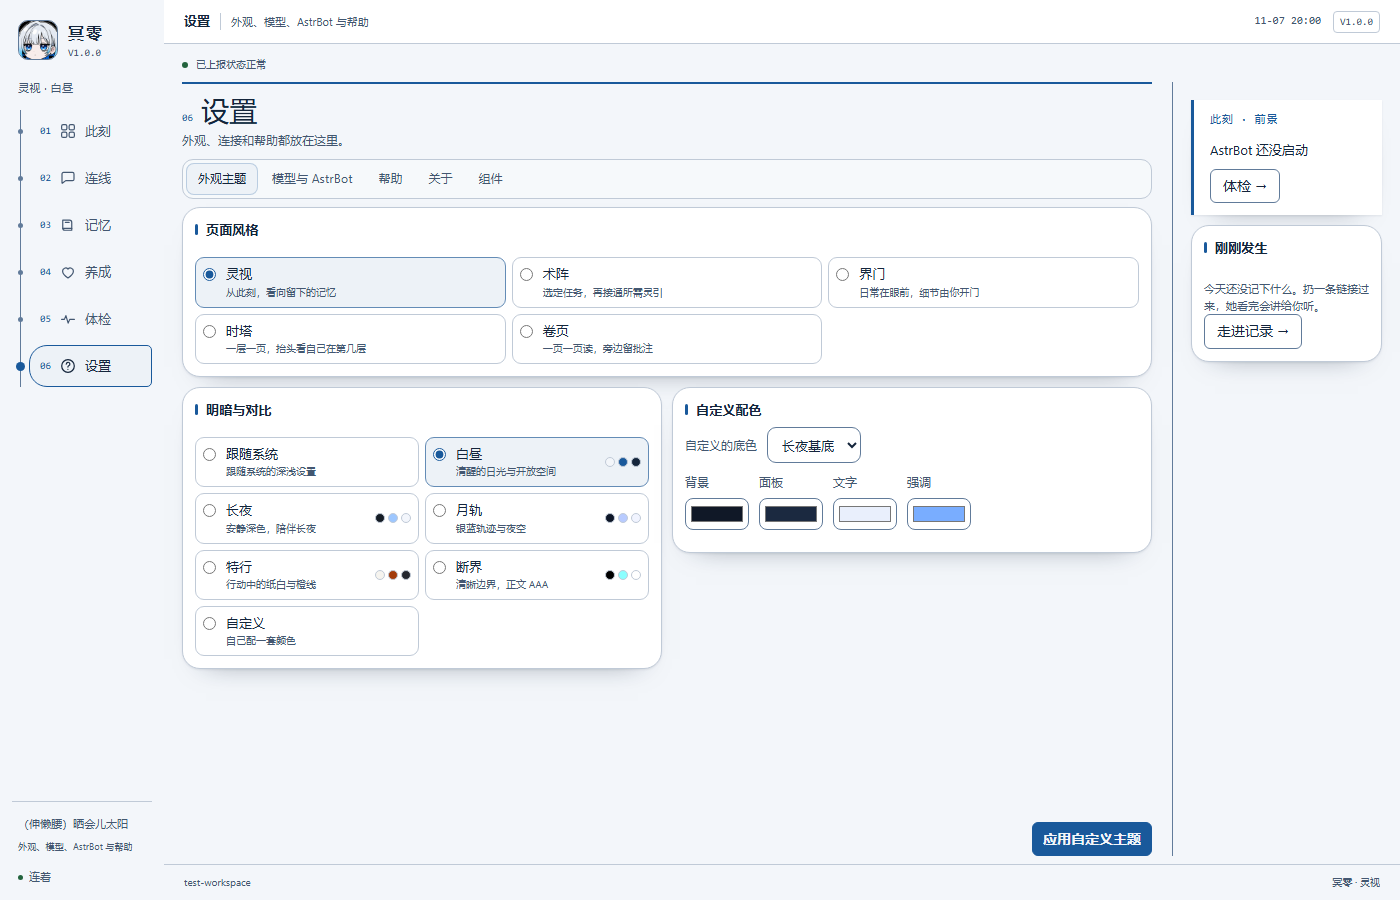 冥零
V1.0.0
灵视 · 白昼
01 此刻
02 连线
03 记忆
04 养成
05 体检
06 设置
（伸懒腰）晒会儿太阳
外观、模型、AstrBot 与帮助
连着
设置 外观、模型、AstrBot 与帮助
11-07 20:00 V1.0.0
已上报状态正常
06 设置
外观、连接和帮助都放在这里。
外观主题 模型与 AstrBot 帮助 关于 组件
页面风格
灵视
从此刻，看向留下的记忆
术阵
选定任务，再接通所需灵引
界门
日常在眼前，细节由你开门
时塔
一层一页，抬头看自己在第几层
卷页
一页一页读，旁边留批注
明暗与对比
跟随系统
跟随系统的深浅设置
白昼
清醒的日光与开放空间
长夜
安静深色，陪伴长夜
月轨
银蓝轨迹与夜空
特行
行动中的纸白与橙线
断界
清晰边界，正文 AAA
自定义
自己配一套颜色
自定义配色
自定义的底色 长夜基底
背景 面板 文字 强调
应用自定义主题
此刻 · 前景
AstrBot 还没启动
体检 →
刚刚发生
今天还没记下什么。扔一条链接过
来，她看完会讲给你听。
走进记录 →
test-workspace
冥零 · 灵视